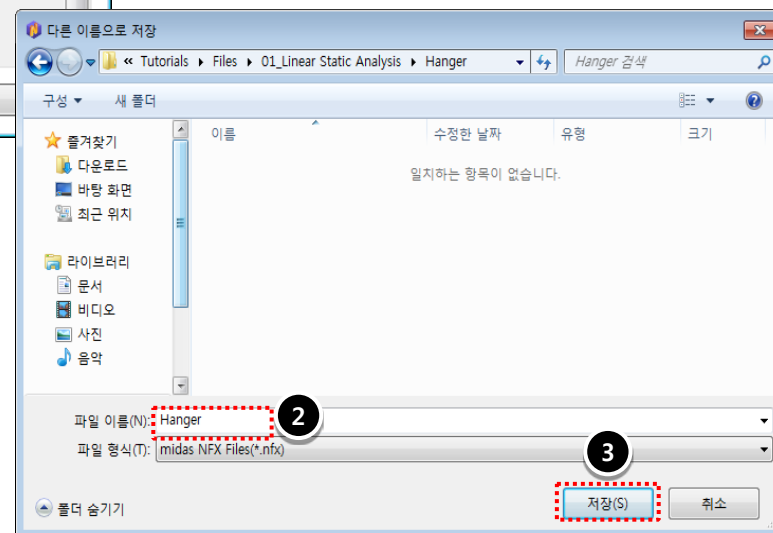 다른 이름으로 저장
« Tutorials ▸ Files ▸ 01_Linear Static Analysis ▸ Hanger
Hanger 검색
구성 새 폴더
이름 수정한 날짜 유형 크기
일치하는 항목이 없습니다.
즐겨찾기
다운로드
바탕 화면
최근 위치
라이브러리
문서
비디오
사진
음악
파일 이름(N): Hanger 2
파일 형식(T): midas NFX Files(*.nfx)
3
폴더 숨기기 저장(S) 취소